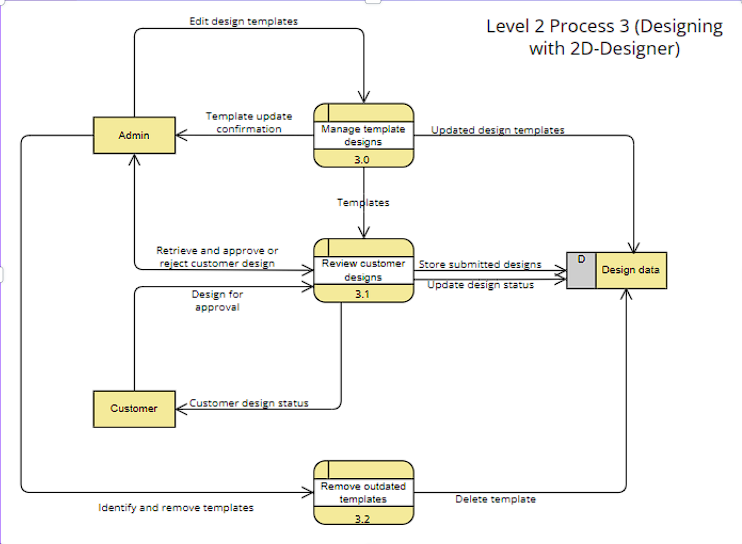 Edit design templates
Level 2 Process 3 (Designing
with 2D-Designer)
Template update
confirmation
Admin
Manage template
designs
3.0
Updated design templates
Templates
Retrieve and approve or
reject customer design
Review customer
designs
3.1
Store submitted designs
Update design status
D
Design data
Design for
approval
Customer
Customer design status
Remove outdated
templates
3.2
Identify and remove templates
Delete template